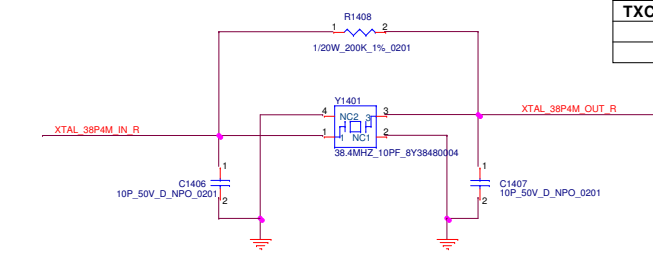 TXC
R1408
1 2
1/20W_200K_1%_0201
Y1401
4 NC2 3 3
XTAL_38P4M_OUT_R
XTAL_38P4M_IN_R
1 1 NC1 2
38.4MHZ_10PF_8Y38480004
1 1
C1406 C1407
10P_50V_D_NPO_0201 10P_50V_D_NPO_0201
2 2